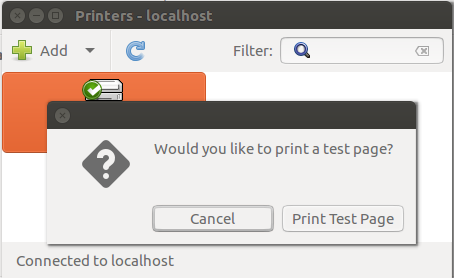 Printers - localhost
Add
Filter:
Would you like to print a test page?
Cancel
Print Test Page
Connected to localhost